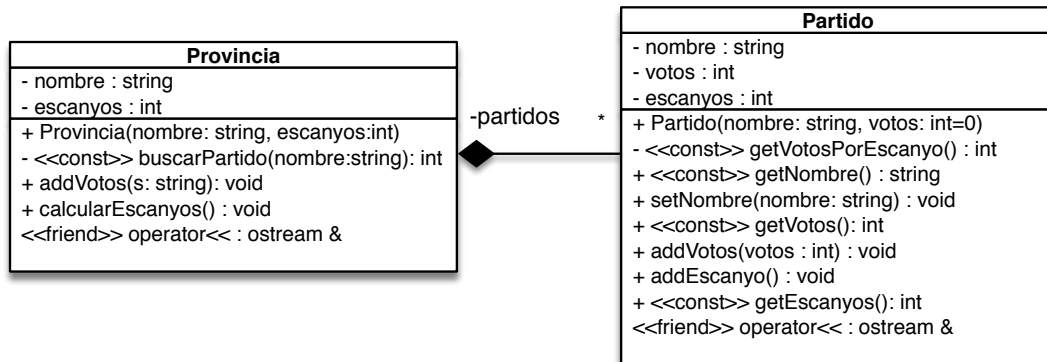 Provincia
- nombre : string
- escanyos : int
+ Provincia(nombre: string, escanyos:int)
- <<const>> buscarPartido(nombre:string): int
+ addVotos(s: string): void
+ calcularEscanyos() : void
<<friend>> operator<< : ostream &
-partidos *
Partido
- nombre : string
- votos : int
- escanyos : int
+ Partido(nombre: string, votos: int=0)
- <<const>> getVotosPorEscanyo() : int
+ <<const>> getNombre() : string
+ setNombre(nombre: string) : void
+ <<const>> getVotos(): int
+ addVotos(votos : int) : void
+ addEscanyo() : void
+ <<const>> getEscanyos(): int
<<friend>> operator<< : ostream &